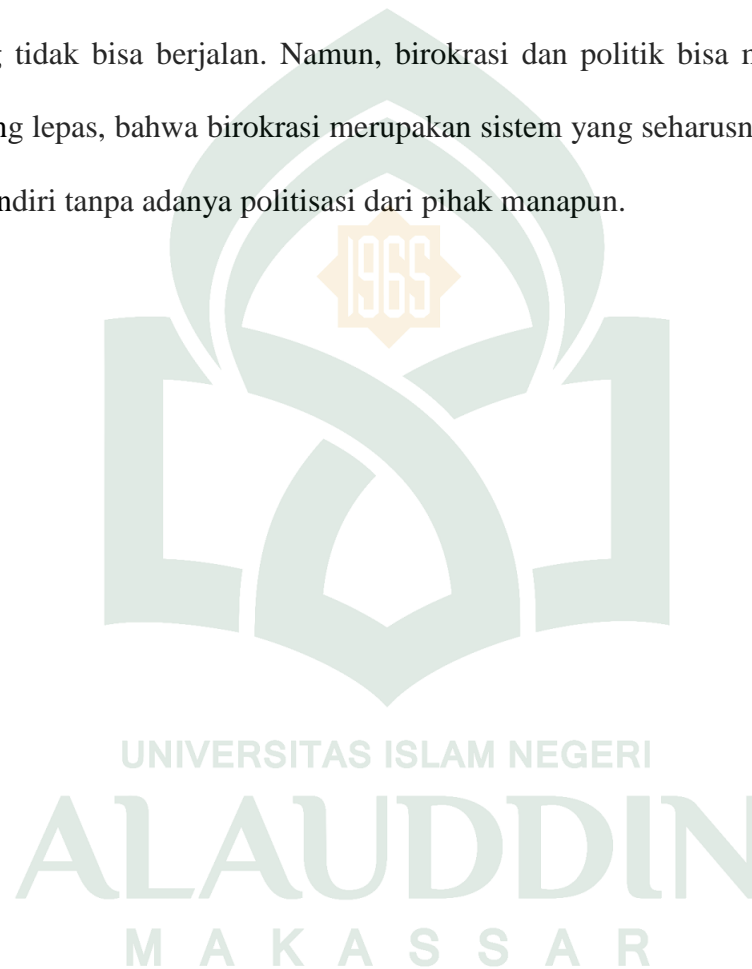 tidak bisa berjalan. Namun, birokrasi dan politik bisa
lepas, bahwa birokrasi merupakan sistem yang
tanpa adanya politisasi dari pihak manapun.
1965
UNIVERSITAS ISLAM NEGERI
ALAUDDIN
MAKASSAR